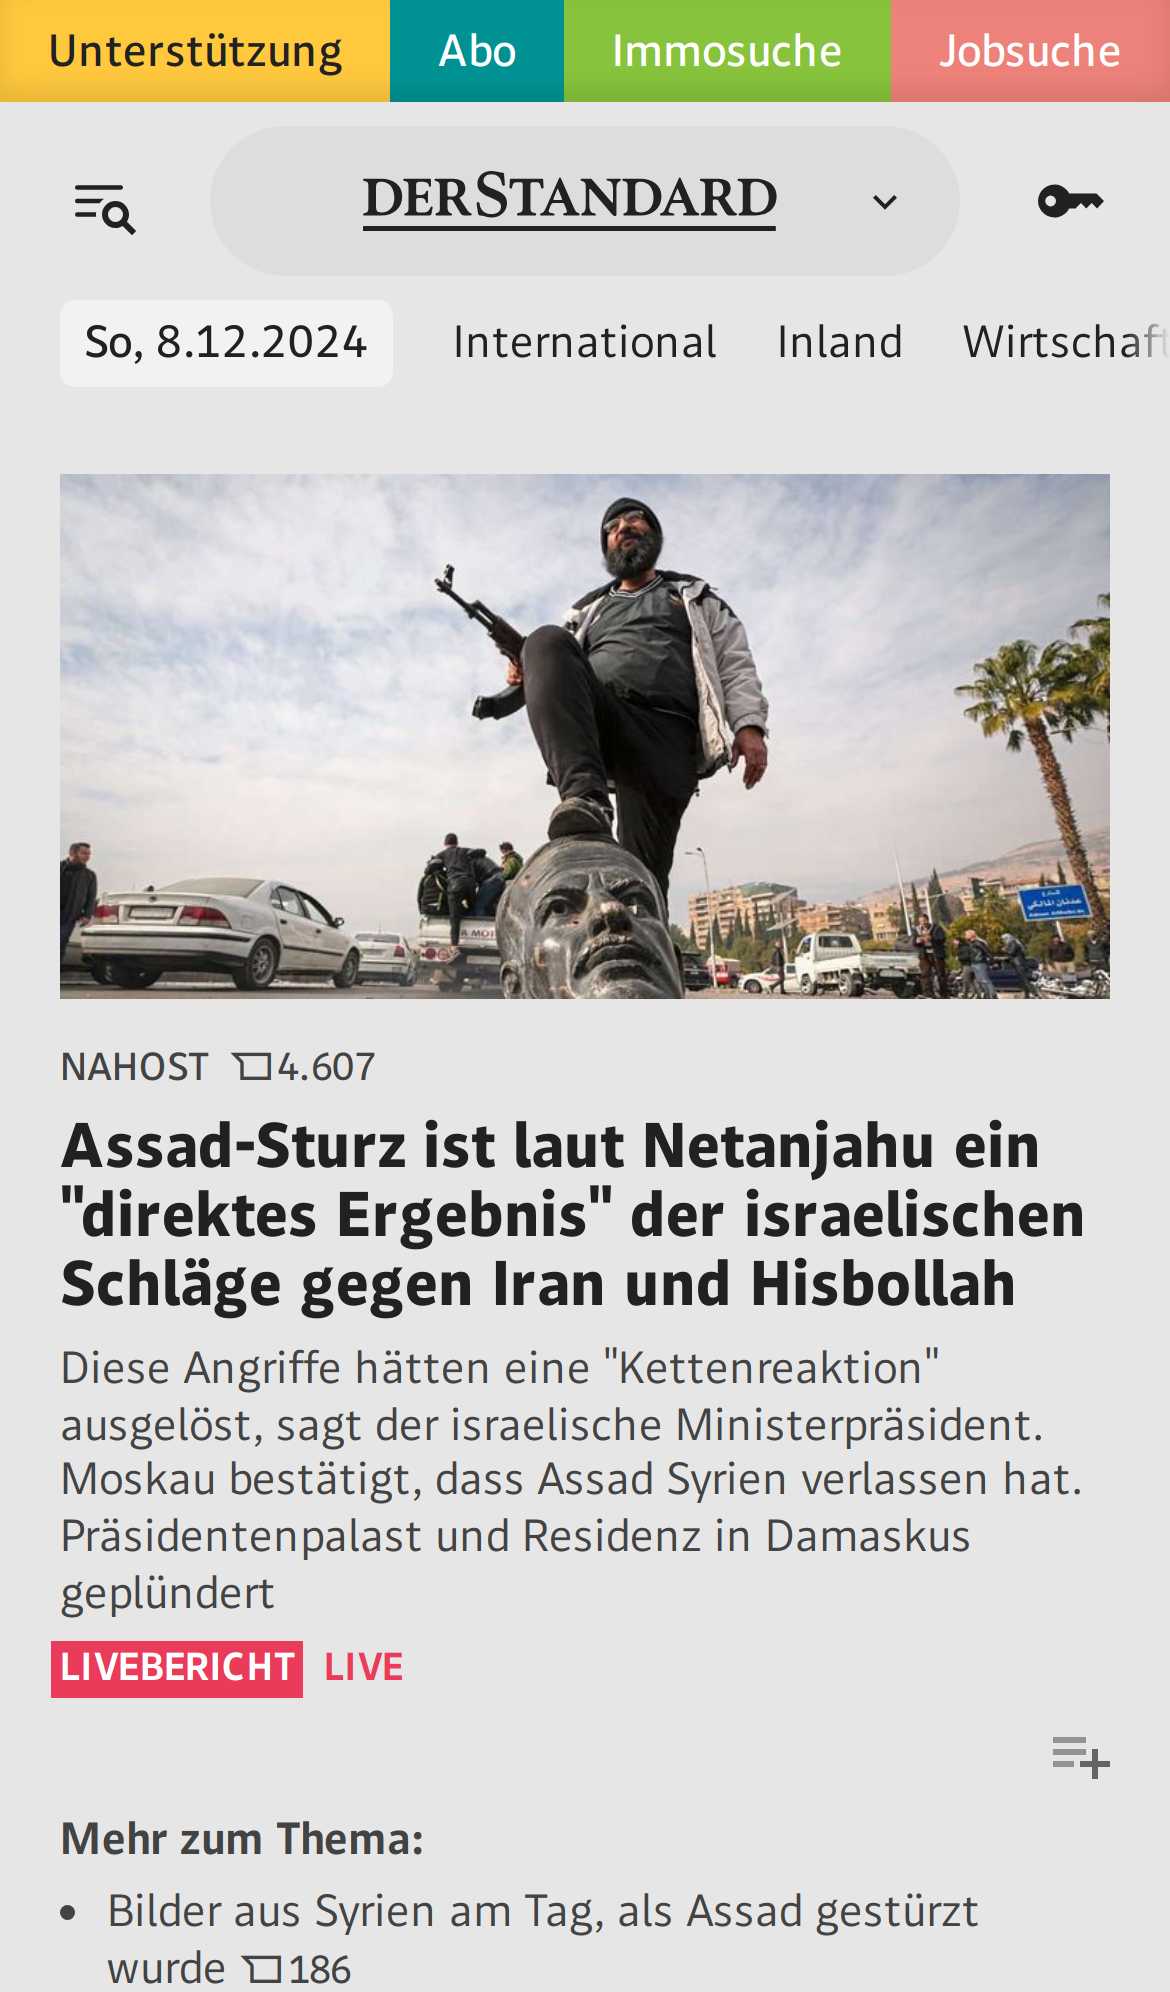 Unterstützung Abo Immosuche Jobsuche
DERSTANDARD
So, 8.12.2024 International Inland Wirtschaft
عدنان المالكي
NAHOST 4.607
Assad-Sturz ist laut Netanjahu ein
"direktes Ergebnis" der israelischen
Schläge gegen Iran und Hisbollah
Diese Angriffe hätten eine "Kettenreaktion"
ausgelöst, sagt der israelische Ministerpräsident.
Moskau bestätigt, dass Assad Syrien verlassen hat.
Präsidentenpalast und Residenz in Damaskus
geplündert
LIVEBERICHT LIVE
Mehr zum Thema:
• Bilder aus Syrien am Tag, als Assad gestürzt
wurde 186